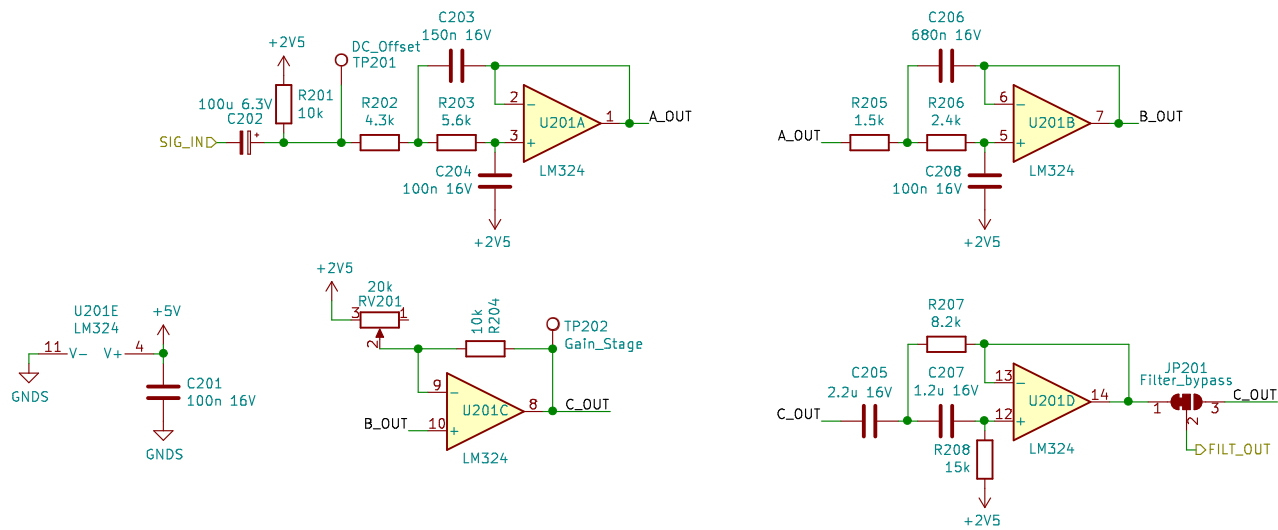 C203
150n 16V
+2V5
DC_Offset
TP201
R201
10k
100u 6.3V
C202
SIG_IN
R202
4.3k
R203
5.6k
2
3
−
+
U201A
1
A_OUT
LM324
C204
100n 16V
+2V5
C206
680n 16V
A_OUT
R205
1.5k
R206
2.4k
6
5
−
+
U201B
7
B_OUT
LM324
C208
100n 16V
+2V5
U201E
LM324
+5V
11
V-
V+
4
GNDS
C201
100n 16V
GNDS
+2V5
20k
RV201
3
1
2
10k
R204
TP202
Gain_Stage
9
−
U201C
8
C_OUT
B_OUT
10
+
LM324
R207
8.2k
C205
2.2u 16V
C207
1.2u 16V
C_OUT
13
12
−
+
U201D
14
LM324
R208
15k
+2V5
JP201
Filter_bypass
1
2
3
C_OUT
FILT_OUT